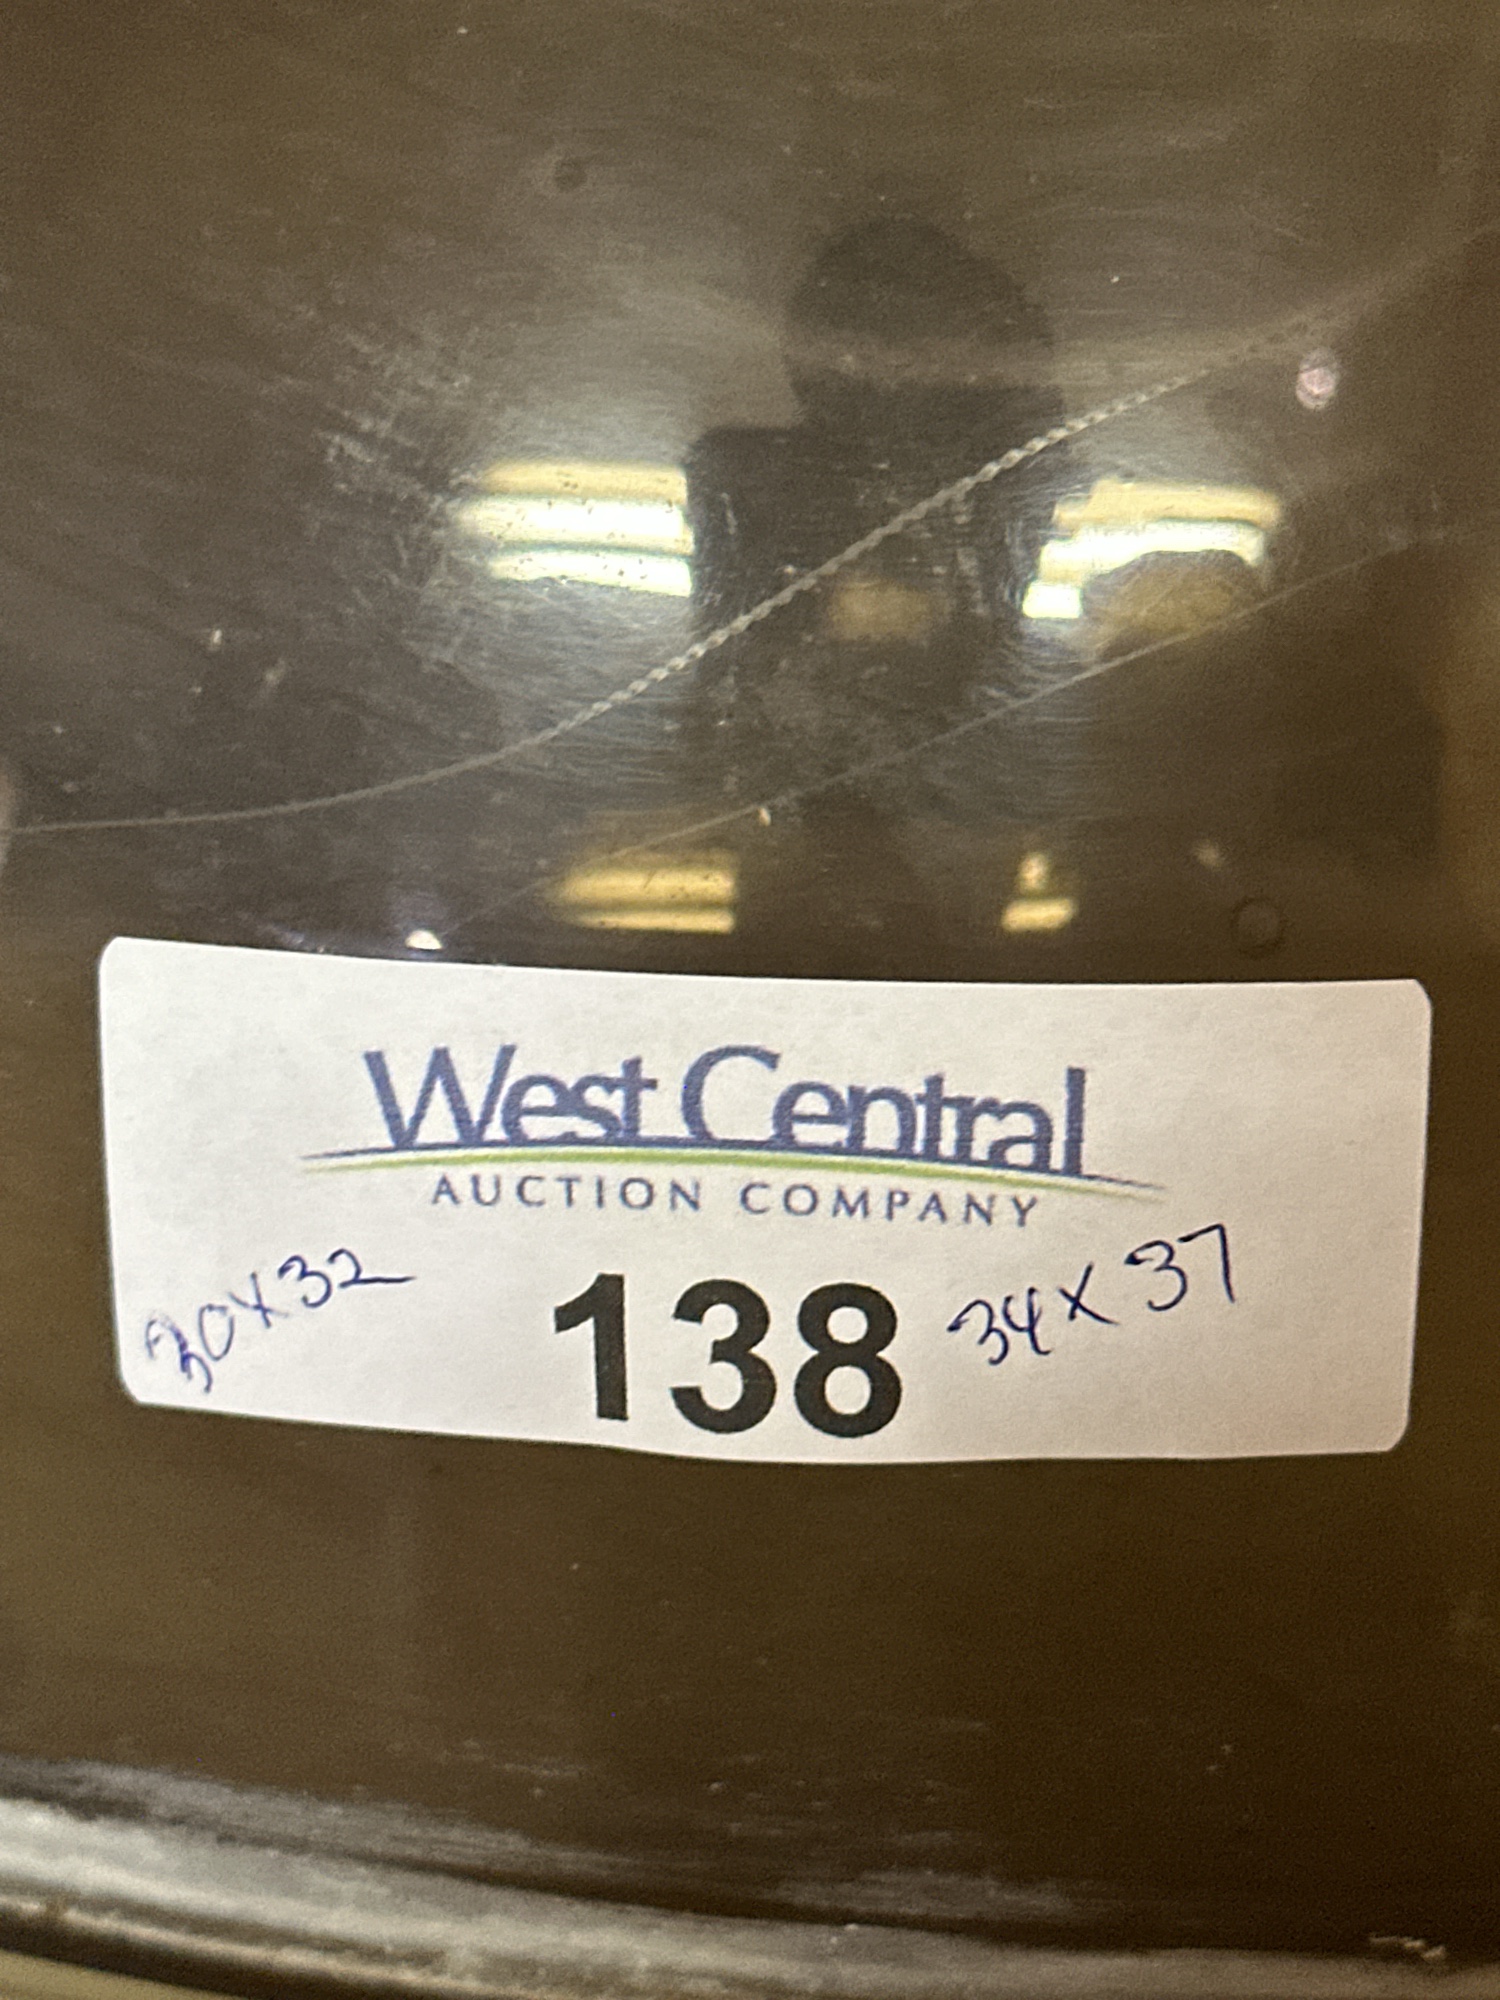 West Central
AUCTION COMPANY
30x32 138 34x37